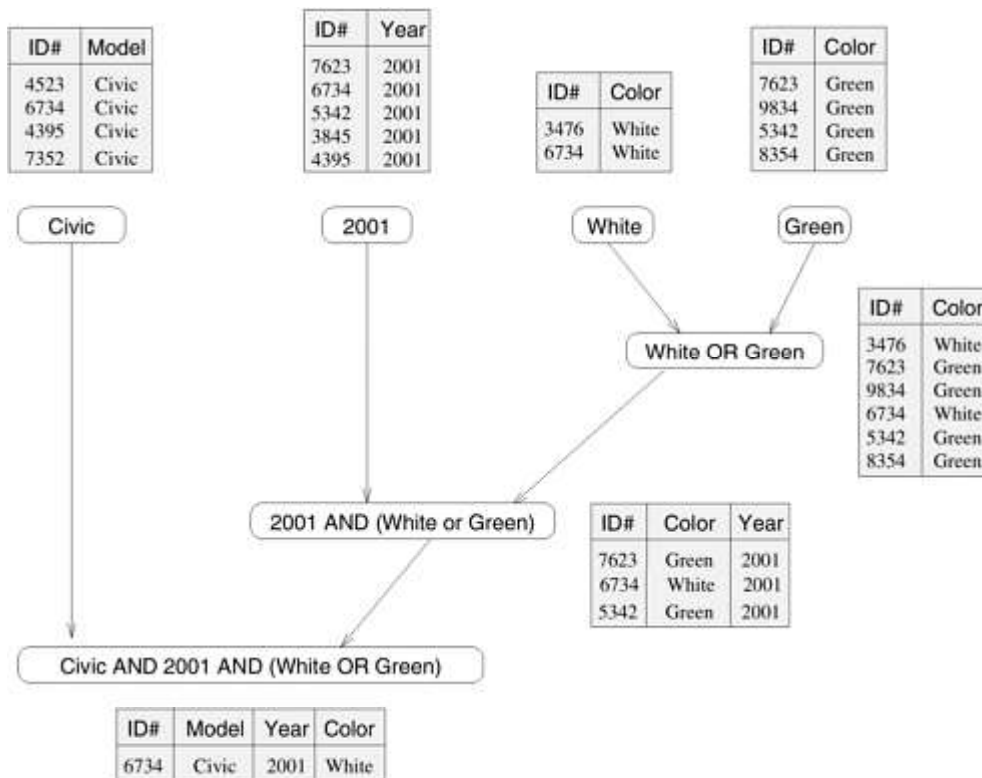 ID# Model
4523 Civic
6734 Civic
4395 Civic
7352 Civic
ID# Year
7623 2001
6734 2001
5342 2001
3845 2001
4395 2001
ID# Color
3476 White
6734 White
ID# Color
7623 Green
9834 Green
5342 Green
8354 Green
Civic
2001
White
Green
White OR Green
ID# Color
3476 White
7623 Green
9834 Green
6734 White
5342 Green
8354 Green
2001 AND (White or Green)
ID# Color Year
7623 Green 2001
6734 White 2001
5342 Green 2001
Civic AND 2001 AND (White OR Green)
ID# Model Year Color
6734 Civic 2001 White